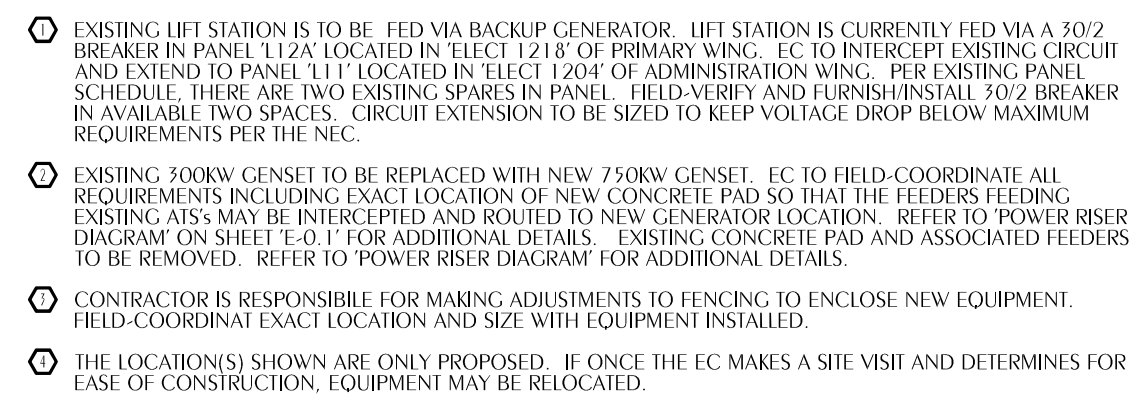 1 EXISTING LIFT STATION IS TO BE FED VIA BACKUP GENERATOR. LIFT STATION IS CURRENTLY FED VIA A 30/2
BREAKER IN PANEL 'L12A' LOCATED IN 'ELECT 1218' OF PRIMARY WING. EC TO INTERCEPT EXISTING CIRCUIT
AND EXTEND TO PANEL 'L11' LOCATED IN 'ELECT 1204' OF ADMINISTRATION WING. PER EXISTING PANEL
SCHEDULE, THERE ARE TWO EXISTING SPARES IN PANEL. FIELD-VERIFY AND FURNISH/INSTALL 30/2 BREAKER
IN AVAILABLE TWO SPACES. CIRCUIT EXTENSION TO BE SIZED TO KEEP VOLTAGE DROP BELOW MAXIMUM
REQUIREMENTS PER THE NEC.
2 EXISTING 300KW GENSET TO BE REPLACED WITH NEW 750KW GENSET. EC TO FIELD-COORDINATE ALL
REQUIREMENTS INCLUDING EXACT LOCATION OF NEW CONCRETE PAD SO THAT THE FEEDERS FEEDING
EXISTING ATS's MAY BE INTERCEPTED AND ROUTED TO NEW GENERATOR LOCATION. REFER TO 'POWER RISER
DIAGRAM' ON SHEET 'E-0.1' FOR ADDITIONAL DETAILS. EXISTING CONCRETE PAD AND ASSOCIATED FEEDERS
TO BE REMOVED. REFER TO 'POWER RISER DIAGRAM' FOR ADDITIONAL DETAILS.
3 CONTRACTOR IS RESPONSIBILE FOR MAKING ADJUSTMENTS TO FENCING TO ENCLOSE NEW EQUIPMENT.
FIELD-COORDINAT EXACT LOCATION AND SIZE WITH EQUIPMENT INSTALLED.
4 THE LOCATION(S) SHOWN ARE ONLY PROPOSED. IF ONCE THE EC MAKES A SITE VISIT AND DETERMINES FOR
EASE OF CONSTRUCTION, EQUIPMENT MAY BE RELOCATED.